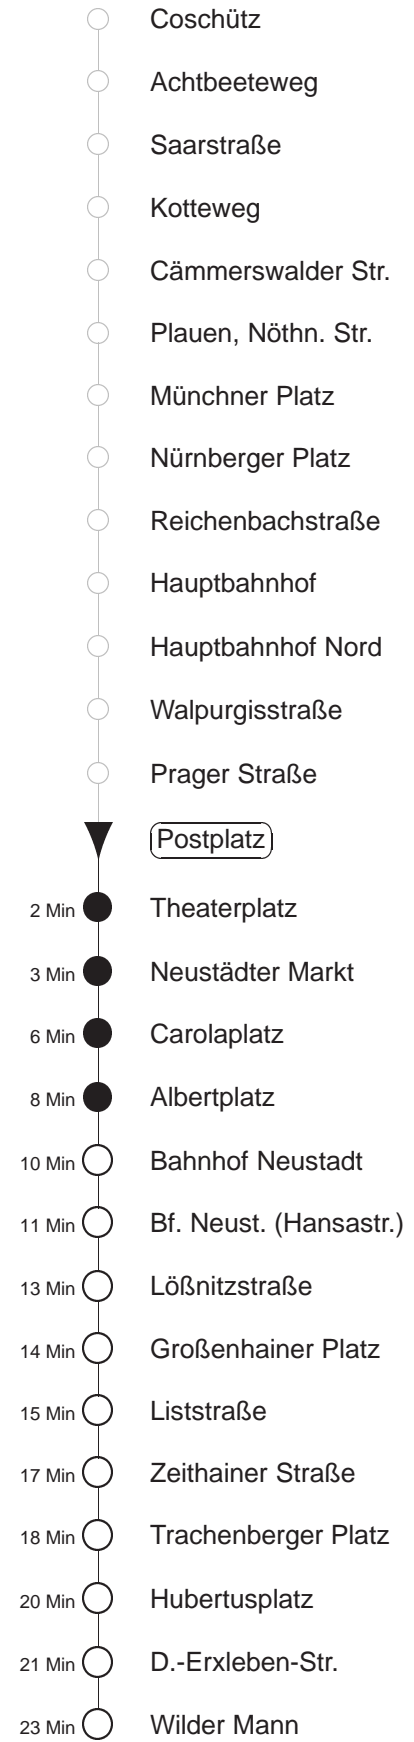 Coschütz
Achtbeeteweg
Saarstraße
Kotteweg
Cämmerswalder Str.
Plauen, Nöthn. Str.
Münchner Platz
Nürnberger Platz
Reichenbachstraße
Hauptbahnhof
Hauptbahnhof Nord
Walpurgisstraße
Prager Straße
Postplatz
2 Min Theaterplatz
3 Min Neustädter Markt
6 Min Carolaplatz
8 Min Albertplatz
10 Min Bahnhof Neustadt
11 Min Bf. Neust. (Hansastr.)
13 Min Lößnitzstraße
14 Min Großenhainer Platz
15 Min Liststraße
17 Min Zeithainer Straße
18 Min Trachenberger Platz
20 Min Hubertusplatz
21 Min D.-Erxleben-Str.
23 Min Wilder Mann